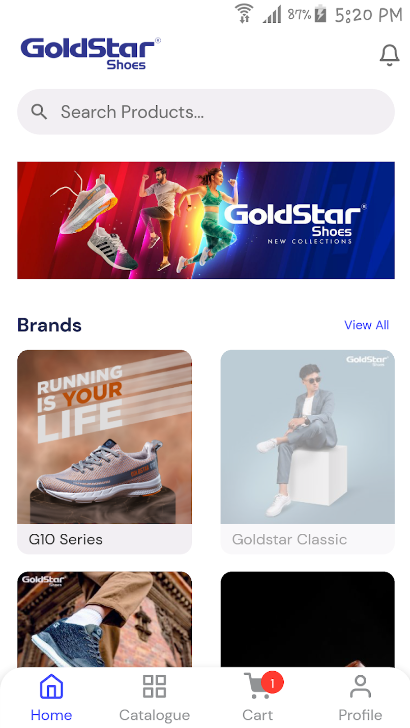 87% 5:20 PM
GOLDSTAR®
Shoes
Search Products...
GOLDSTAR®
Shoes
NEW COLLECTIONS
Brands
View All
RUNNING
IS YOUR
LIFE
G10 Series
GOLDSTAR
Shoes
Goldstar Classic
GOLDSTAR
Shoes
1
Home
Catalogue
Cart
Profile